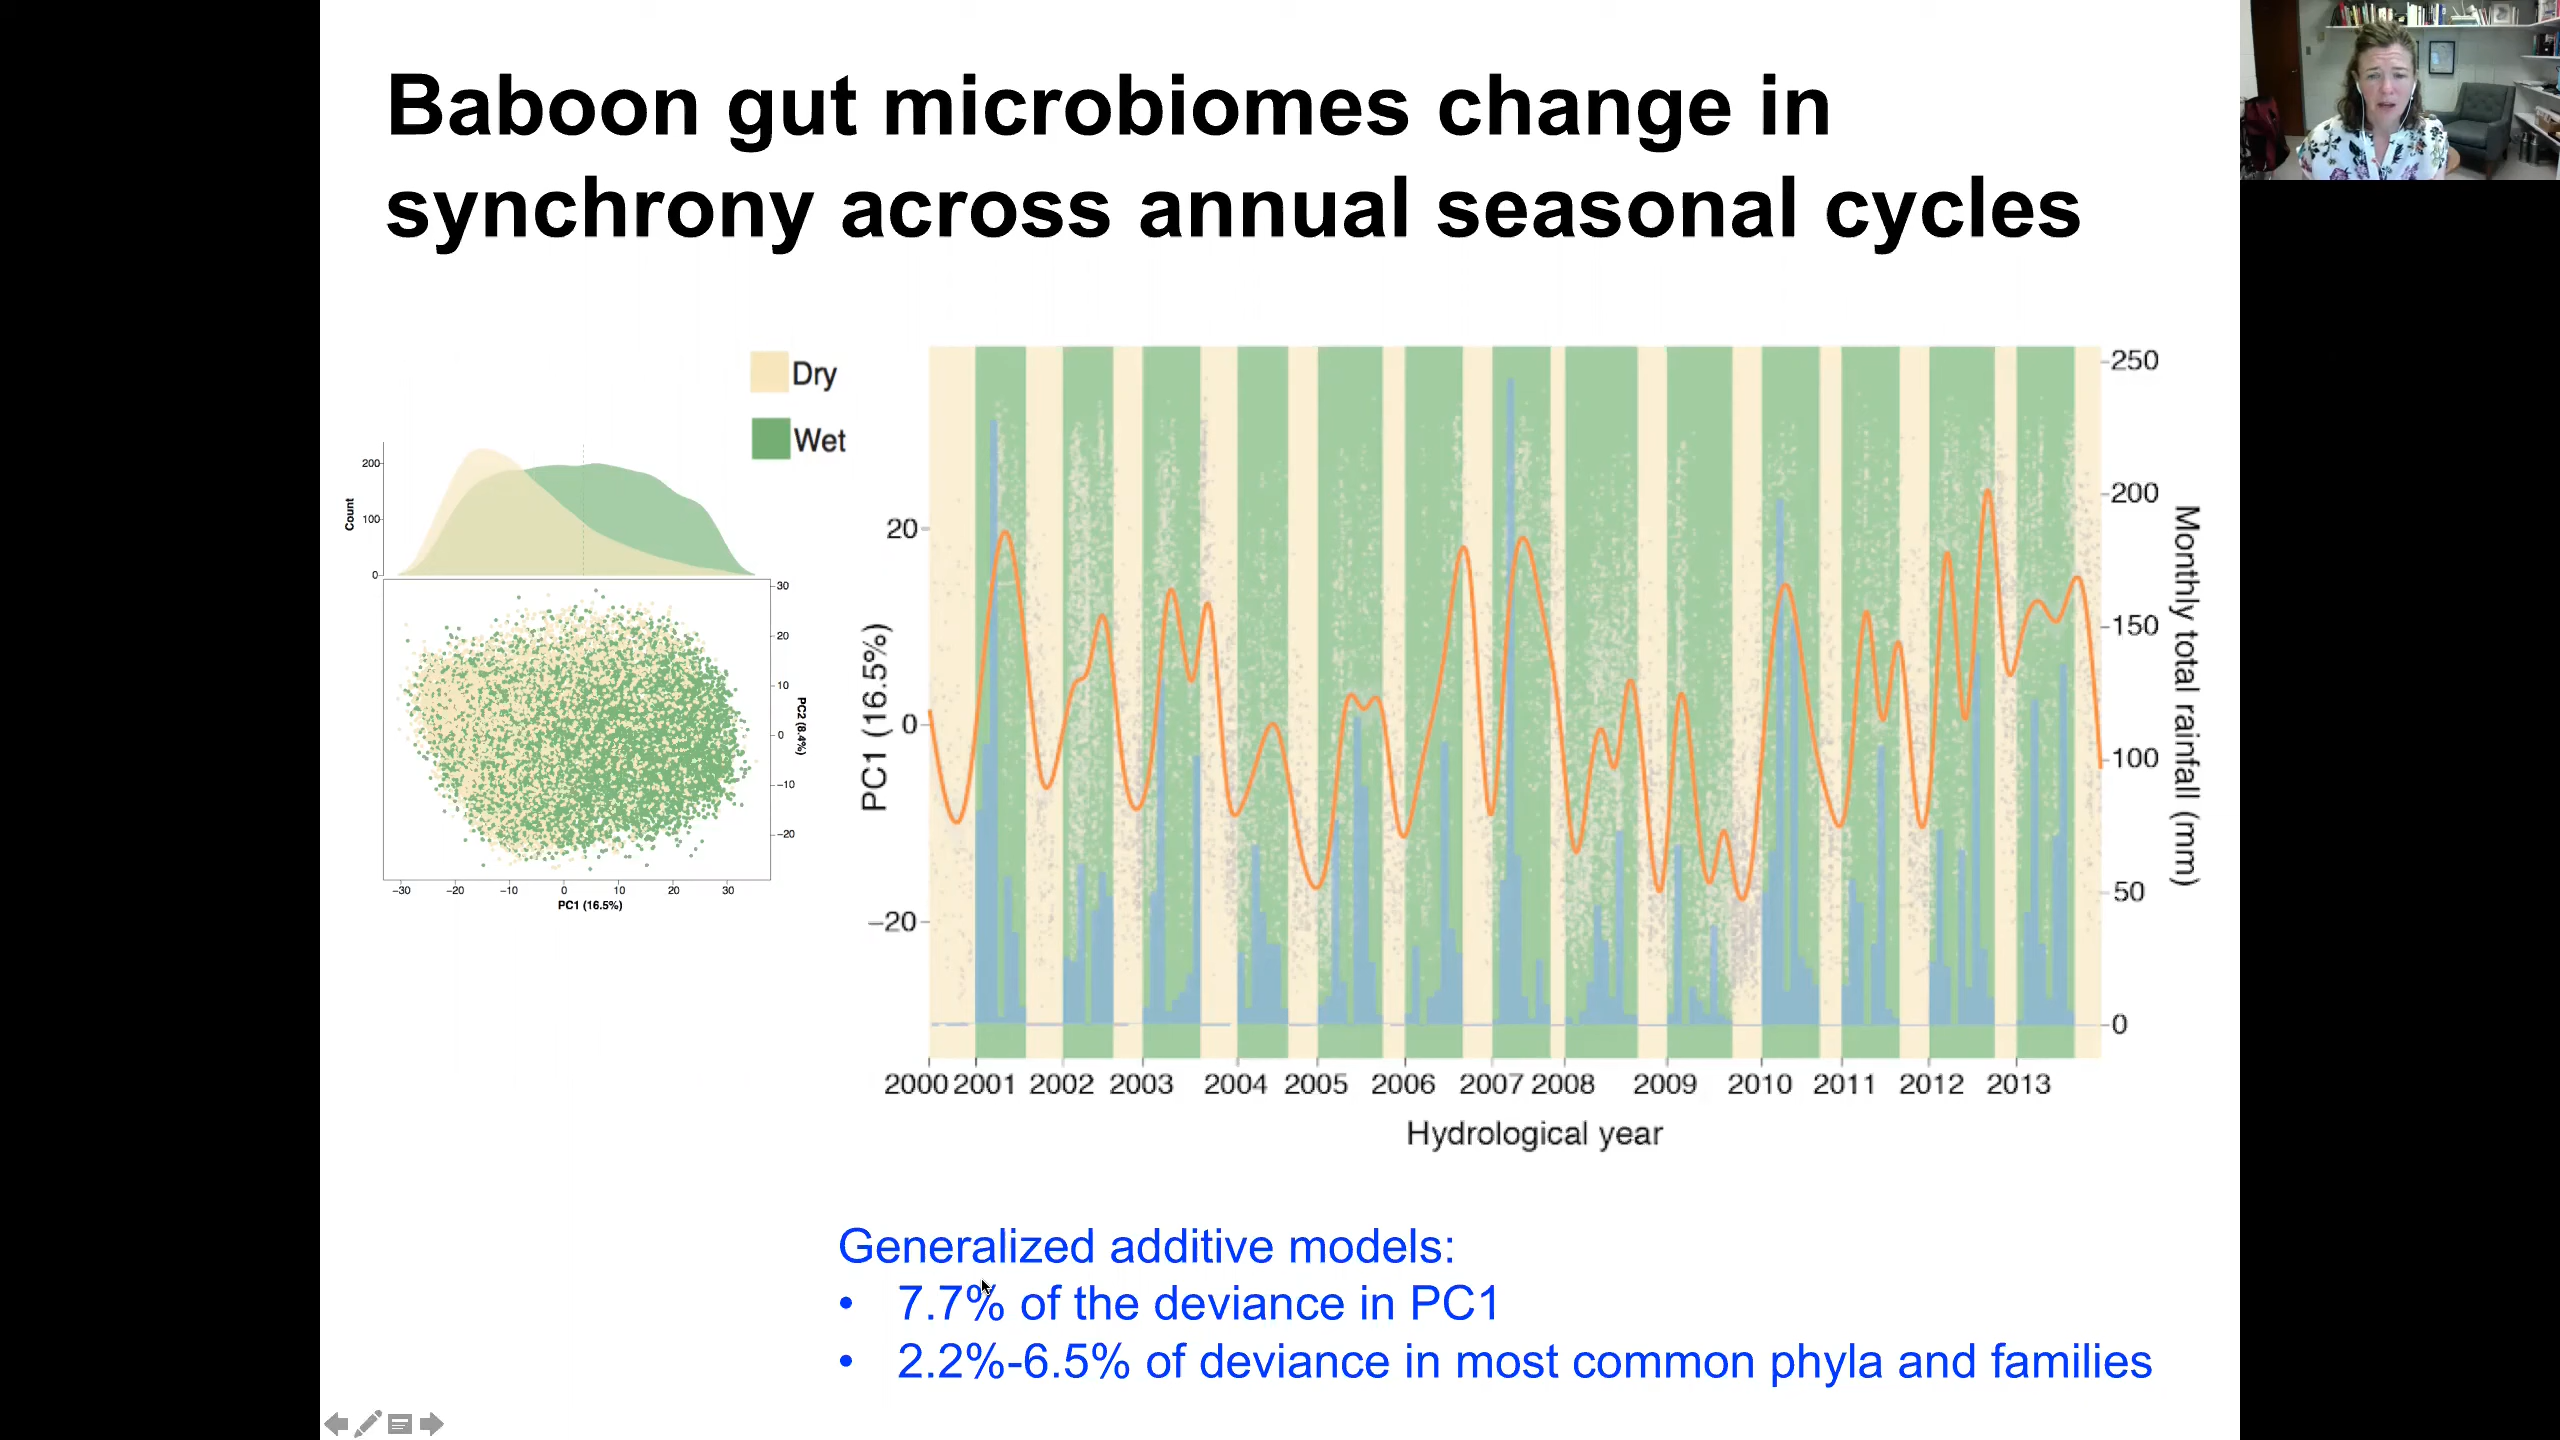 Baboon gut microbiomes change in
synchrony across annual seasonal cycles
Dry
Wet
200
100
0
Count
30
20
10
0
−10
−20
PC2 (8.4%)
−30 −20 −10 0 10 20 30
PC1 (16.5%)
20
0
−20
PC1 (16.5%)
250
200
150
100
50
0
Monthly total rainfall (mm)
2000 2001 2002 2003 2004 2005 2006 2007 2008 2009 2010 2011 2012 2013
Hydrological year
Generalized additive models:
• 7.7% of the deviance in PC1
• 2.2%-6.5% of deviance in most common phyla and families